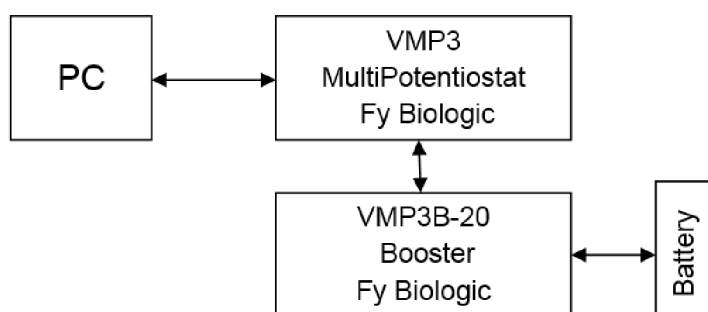 PC
VMP3
MultiPotentiostat
Fy Biologic
VMP3B-20
Booster
Fy Biologic
Battery